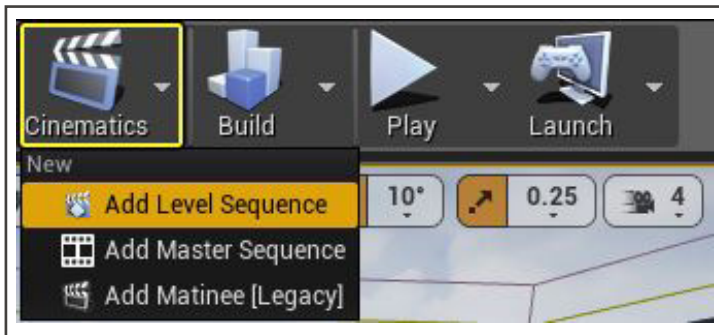 Cinematics Build Play Launch
New
Add Level Sequence 10° 0.25 4
Add Master Sequence
Add Matinee [Legacy]